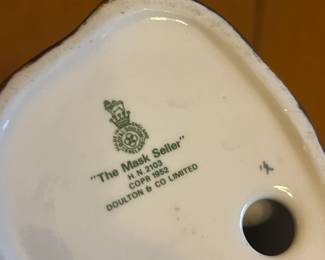 "The Mask Seller"
H.N. 2103
COPR 1952
DOULTON & CO LIMITED